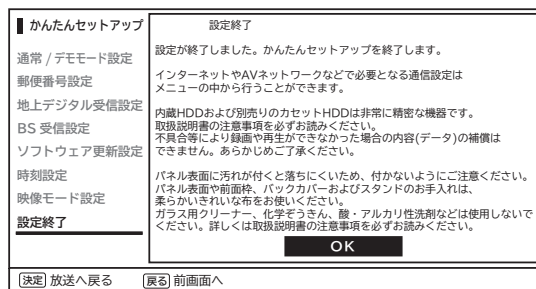 かんたんセットアップ
通常 / デモモード設定
郵便番号設定
地上デジタル受信設定
BS 受信設定
ソフトウェア更新設定
時刻設定
映像モード設定
設定終了
設定終了
設定が終了しました。かんたんセットアップを終了します。
インターネットやAVネットワークなどで必要となる通信設定は
メニューの中から行うことができます。
内蔵HDDおよび別売りのカセットHDDは非常に精密な機器です。
取扱説明書の注意事項を必ずお読みください。
不具合等により録画や再生ができなかった場合の内容(データ)の補償は
できません。あらかじめご了承ください。
パネル表面に汚れが付くと落ちにくいため、付かないようにご注意ください。
パネル表面や前面枠、バックカバーおよびスタンドのお手入れは、
柔らかいきれいな布をお使いください。
ガラス用クリーナー、化学ぞうきん、酸・アルカリ性洗剤などは使用しないで
ください。詳しくは取扱説明書の注意事項を必ずお読みください。
OK
決定 放送へ戻る 戻る 前画面へ